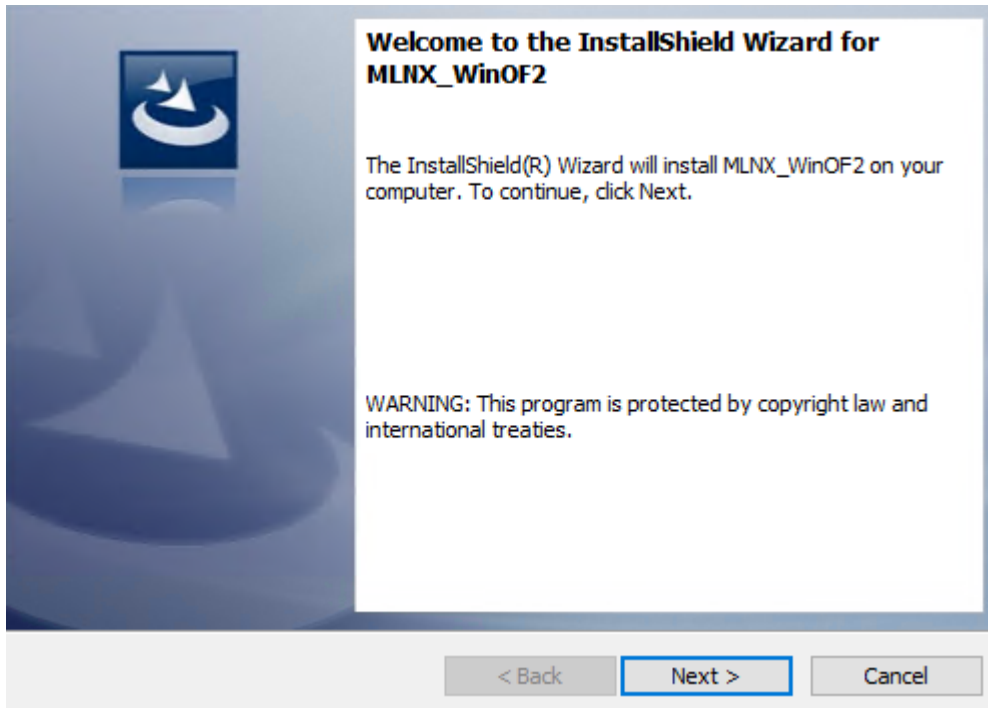 Welcome to the InstallShield Wizard for
MLNX_WinOF2
The InstallShield(R) Wizard will install MLNX_WinOF2 on your
computer. To continue, click Next.
WARNING: This program is protected by copyright law and
international treaties.
< Back
Next >
Cancel